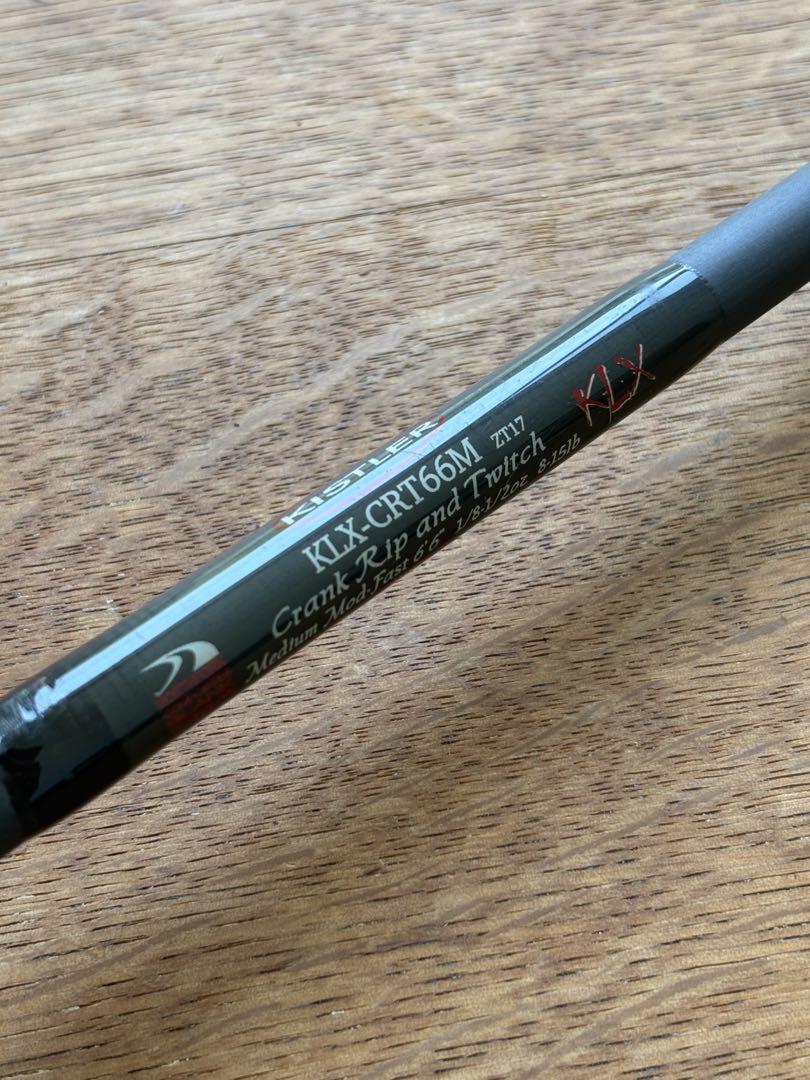 KISTLER
KLX-CRT66M ZT17
Crank Rip and Twitch
Medium Mod.Fast 6'6" 1/8-1/2oz 8-15lb
KLX